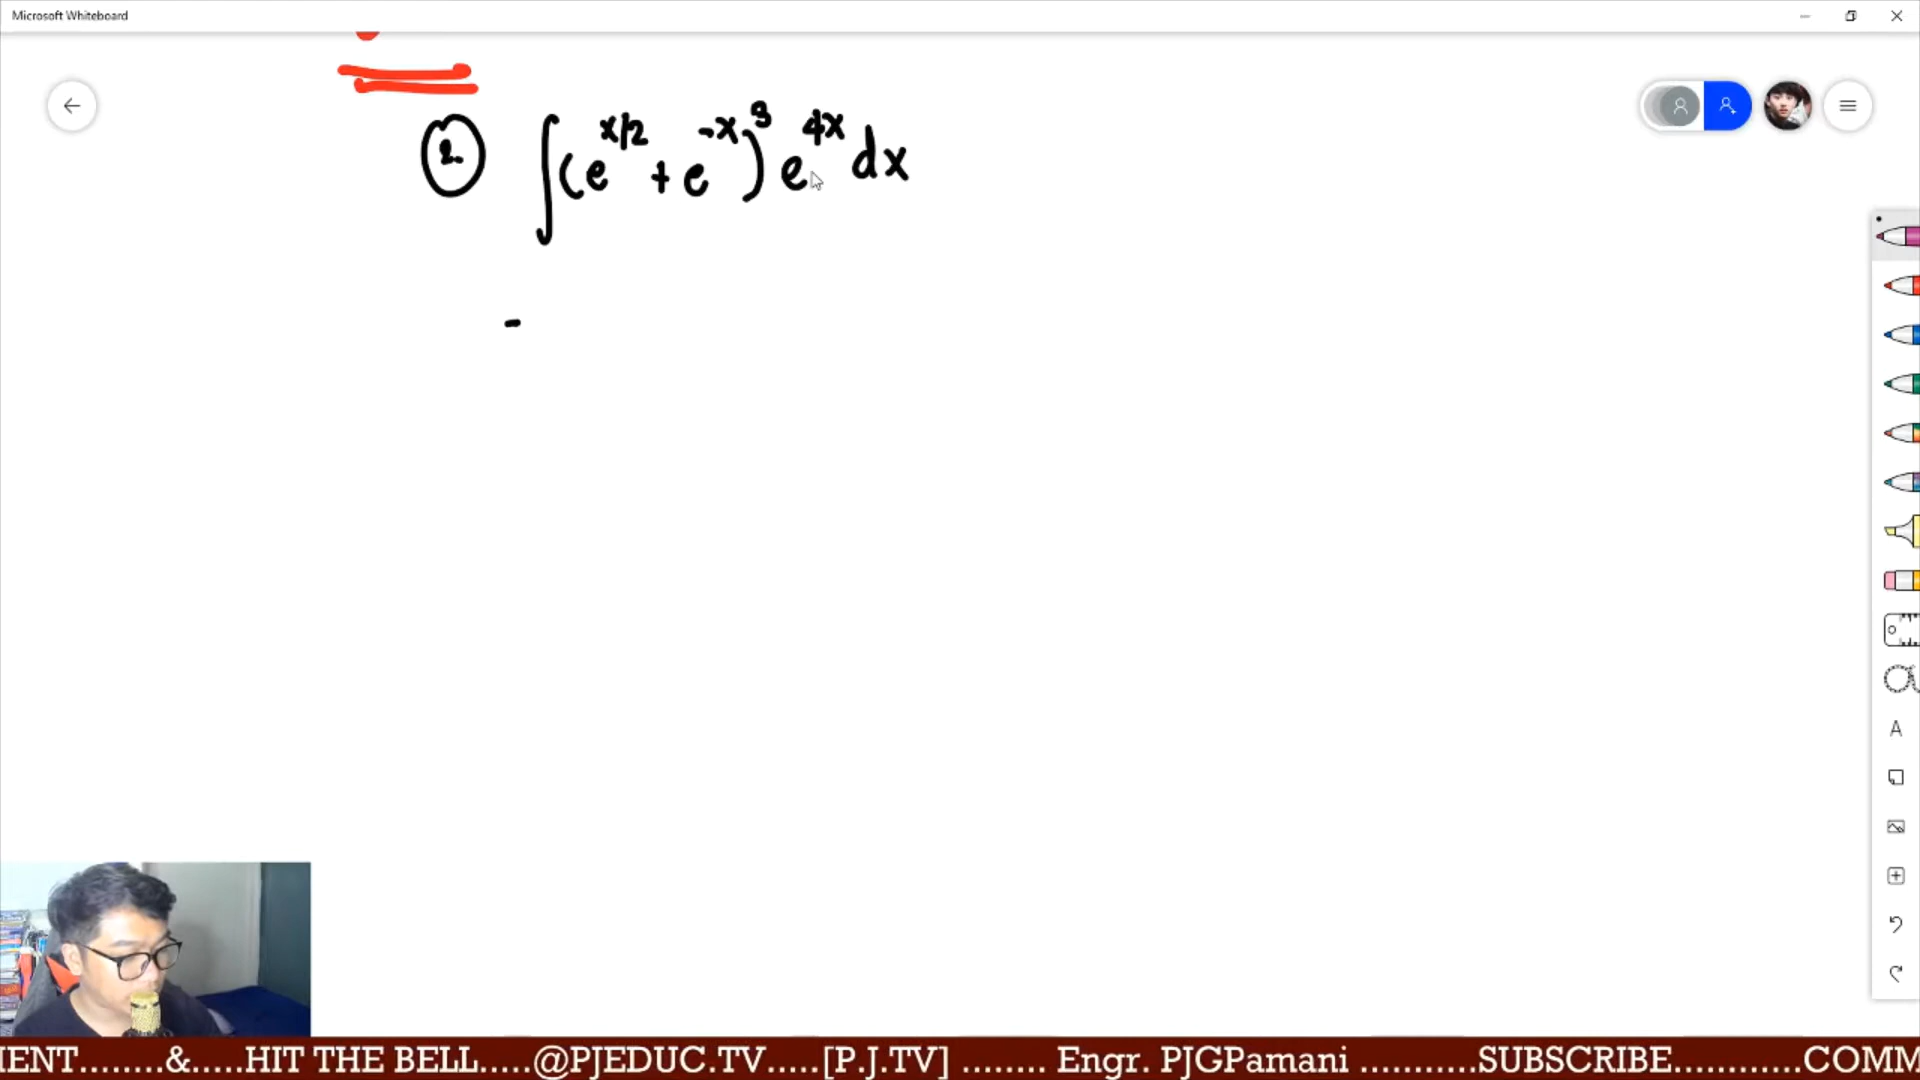 Microsoft Whiteboard
2. ∫(e^{x/2} + e^{-x})^3 e^{4x} dx
-
A
IENT........&.....HIT THE BELL.....@PJEDUC.TV.....[P.J.TV] ........ Engr. PJGPamani ...........SUBSCRIBE............COMM